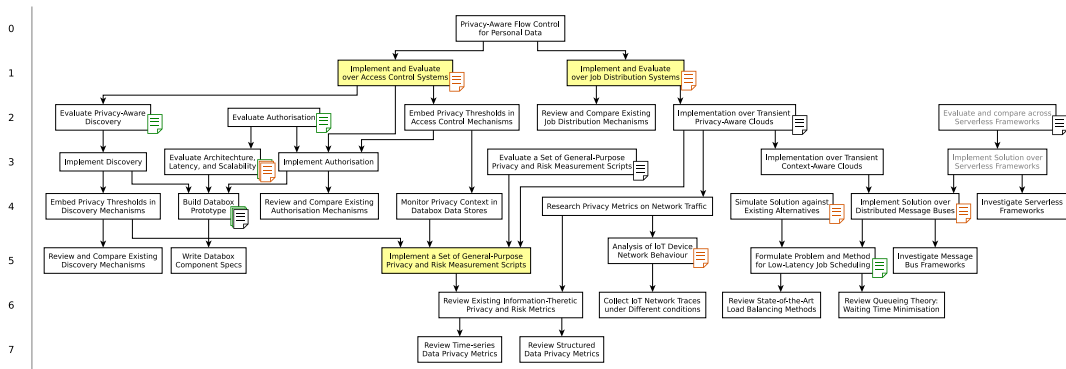 0
Privacy-Aware Flow Control
for Personal Data
1
Implement and Evaluate
over Access Control Systems
Implement and Evaluate
over Job Distribution Systems
2
Evaluate Privacy-Aware
Discovery
Evaluate Authorisation
Embed Privacy Thresholds in
Access Control Mechanisms
Review and Compare Existing
Job Distribution Mechanisms
Implementation over Transient
Privacy-Aware Clouds
Evaluate and compare across
Serverless Frameworks
3
Implement Discovery
Evaluate Architechture,
Latency, and Scalability
Implement Authorisation
Evaluate a Set of General-Purpose
Privacy and Risk Measurement Scripts
Implementation over Transient
Context-Aware Clouds
Implement Solution over
Serverless Frameworks
4
Embed Privacy Thresholds
in Discovery Mechanisms
Build Databox
Prototype
Review and Compare Existing
Authorisation Mechanisms
Monitor Privacy Context in
Databox Data Stores
Research Privacy Metrics on Network Traffic
Simulate Solution against
Existing Alternatives
Implement Solution over
Distributed Message Buses
Investigate Serverless
Frameworks
5
Review and Compare Existing
Discovery Mechanisms
Write Databox
Component Specs
Implement a Set of General-Purpose
Privacy and Risk Measurement Scripts
Analysis of IoT Device
Network Behaviour
Formulate Problem and Method
for Low-Latency Job Scheduling
Investigate Message
Bus Frameworks
6
Review Existing Information-Theretic
Privacy and Risk Metrics
Collect IoT Network Traces
under Different conditions
Review State-of-the-Art
Load Balancing Methods
Review Queueing Theory:
Waiting Time Minimisation
7
Review Time-series
Data Privacy Metrics
Review Structured
Data Privacy Metrics